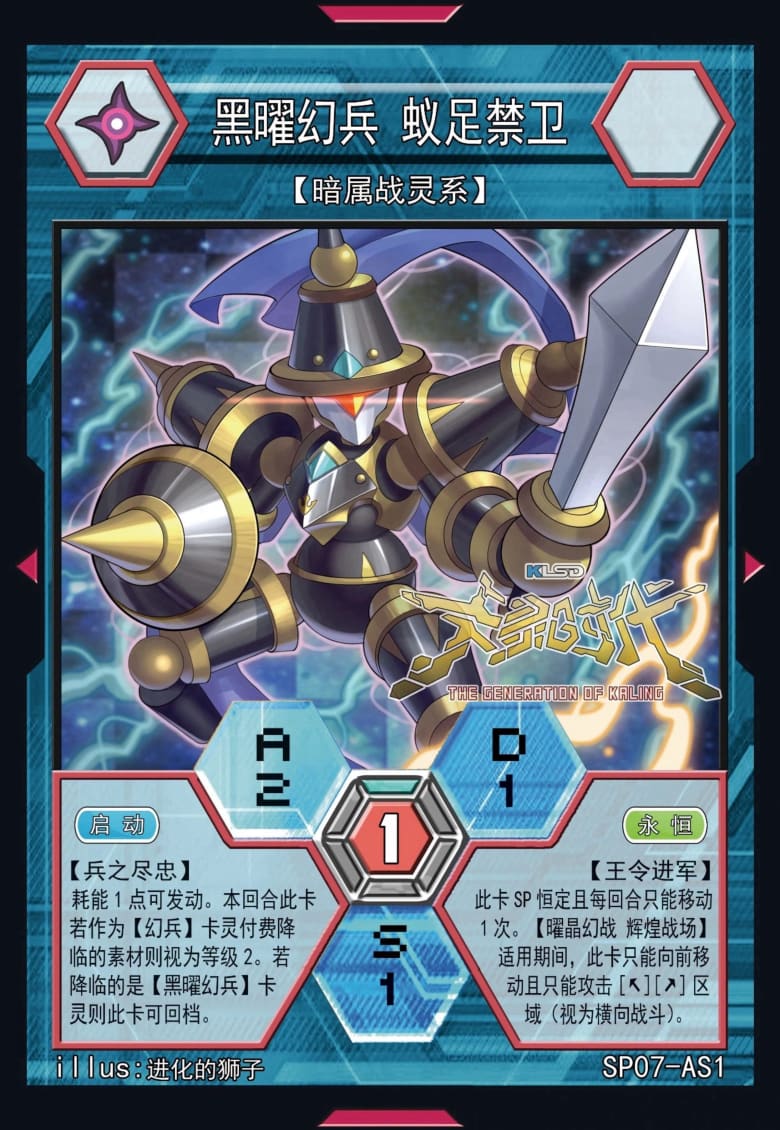 黑曜幻兵 蚁足禁卫
【暗属战灵系】
KLSD
卡灵时代
THE GENERATION OF KALING
A
2
D
1
1
S
1
启动
【兵之尽忠】
耗能1点可发动。本回合此卡
若作为【幻兵】卡灵付费降
临的素材则视为等级2。若
降临的是【黑曜幻兵】卡
灵则此卡可回档。
永恒
【王令进军】
此卡SP恒定且每回合只能移动
1次。【曜晶幻战 辉煌战场】
适用期间，此卡只能向前移
动且只能攻击[↖][↗]区
域（视为横向战斗）。
illus:进化的狮子
SP07-AS1